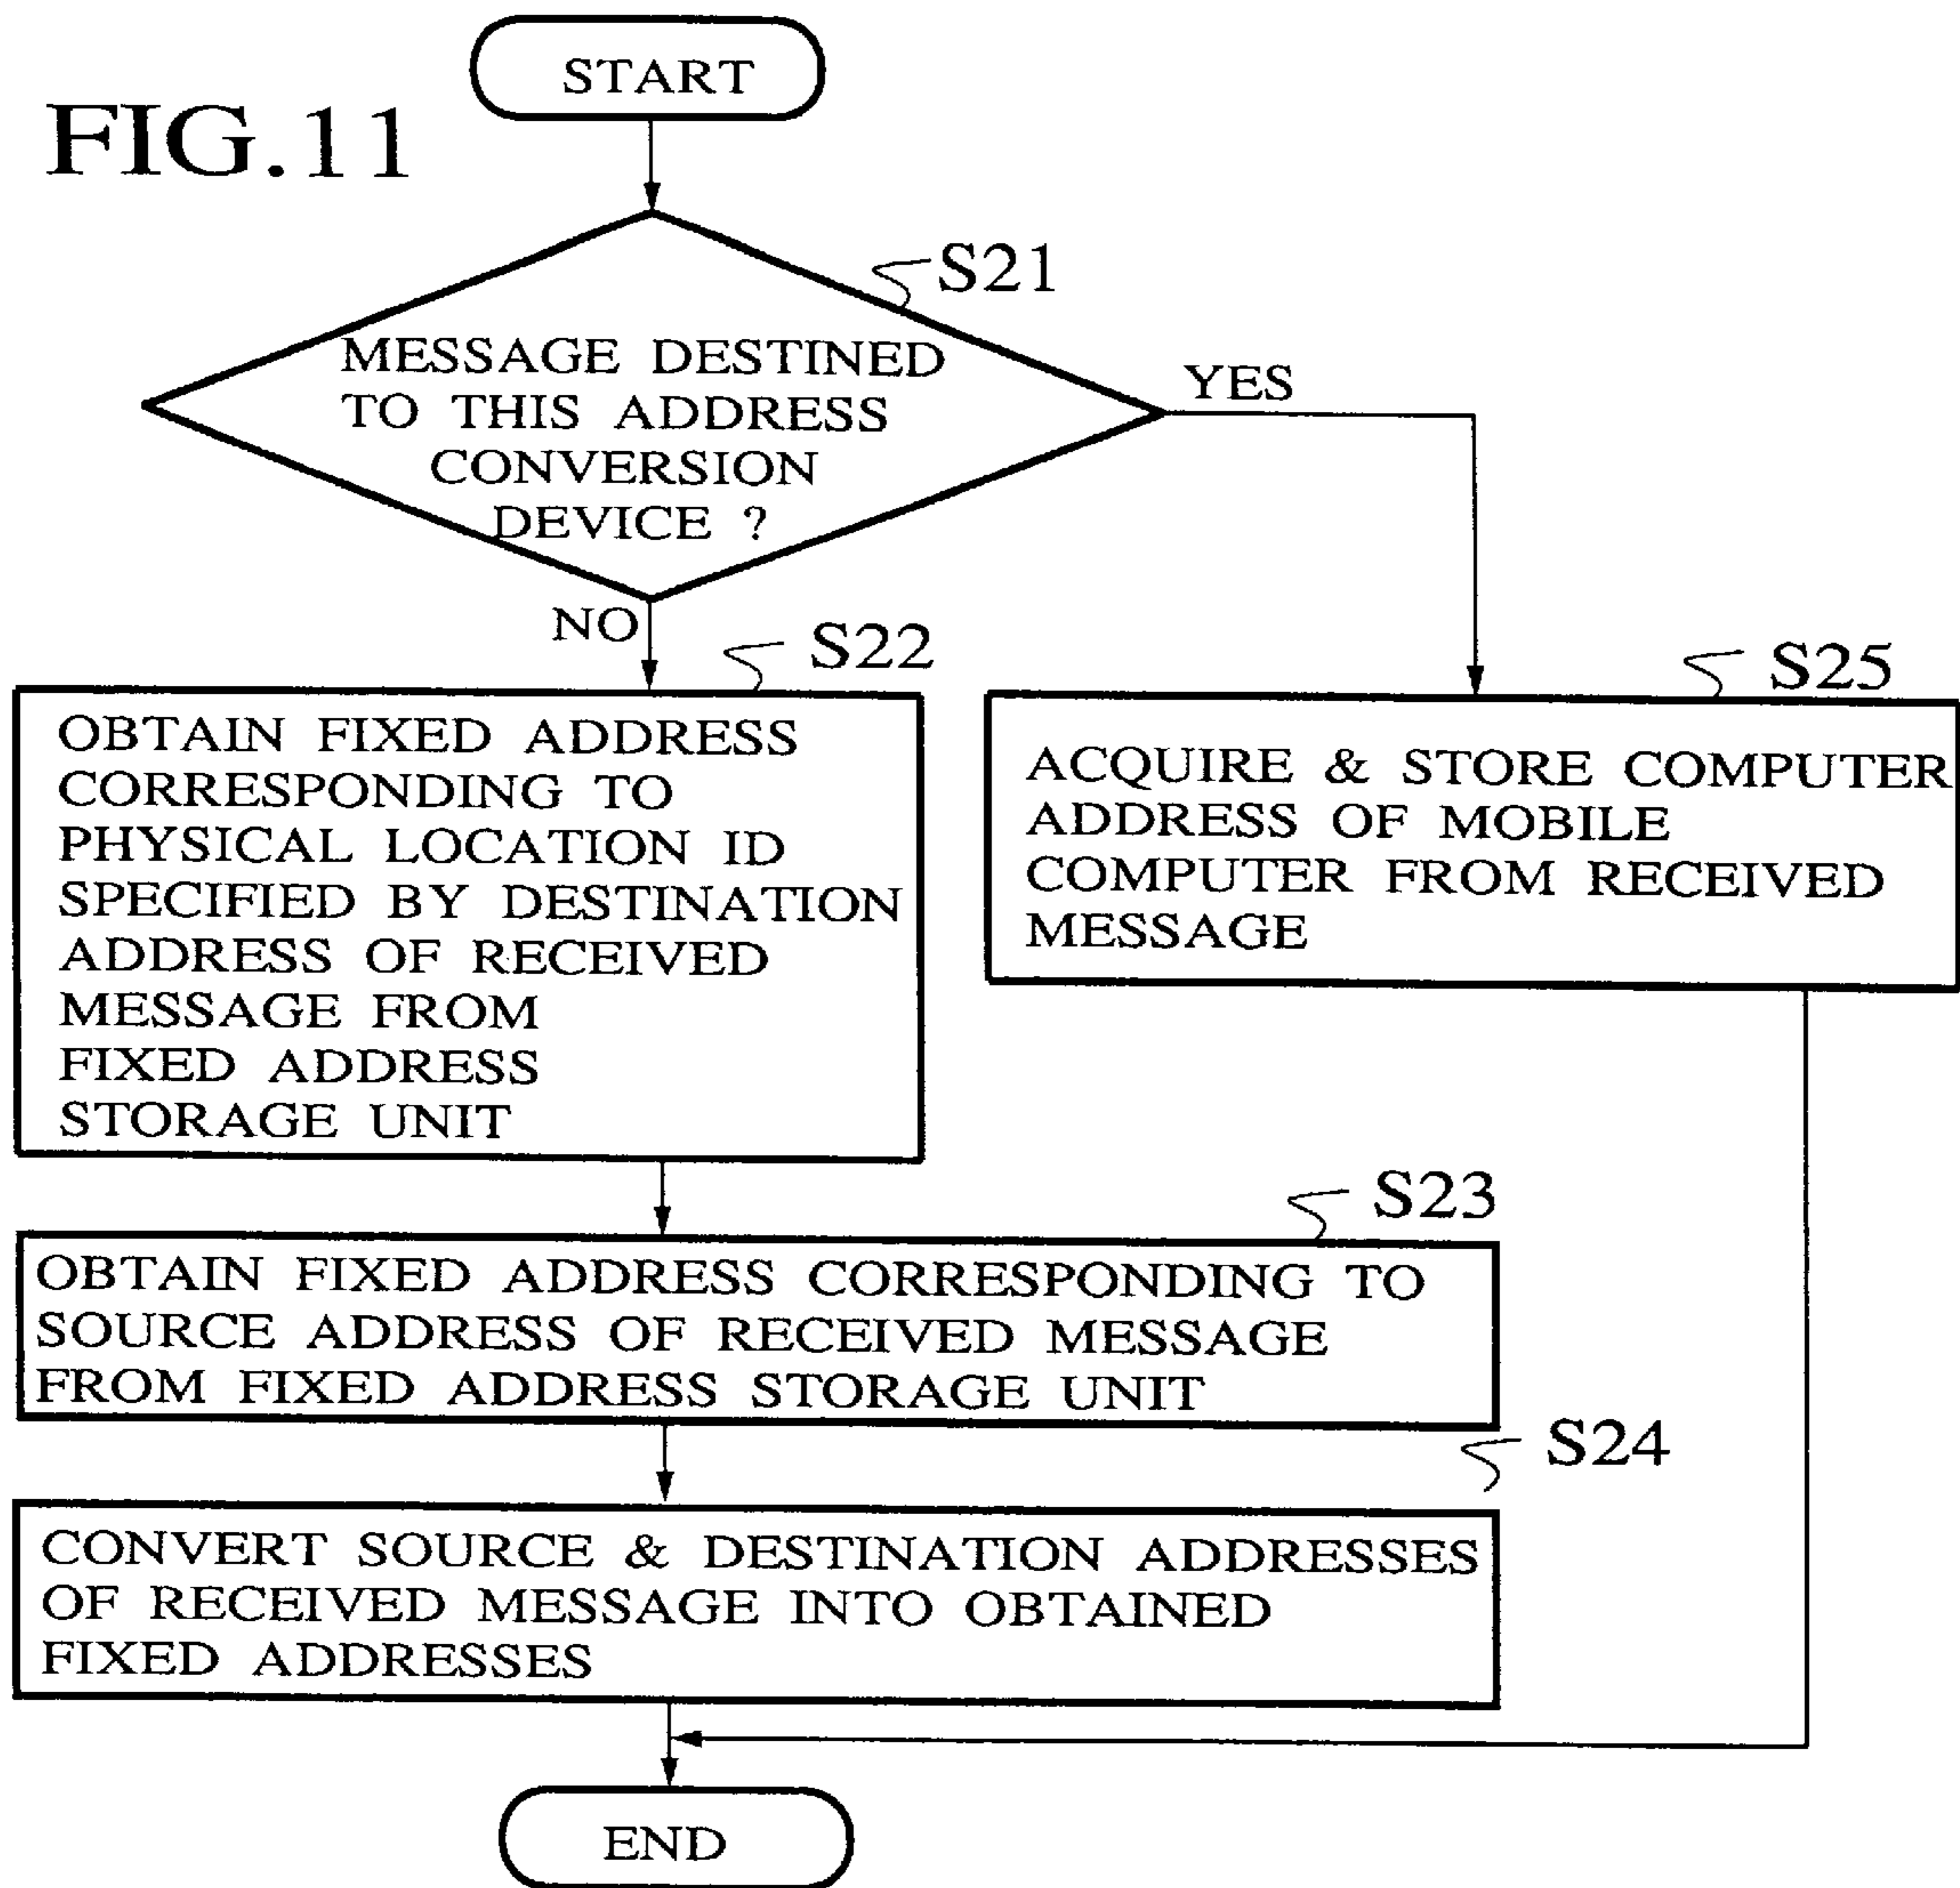 START
FIG.11
S21
MESSAGE DESTINED
TO THIS ADDRESS
CONVERSION
DEVICE ?
YES
NO
S22
OBTAIN FIXED ADDRESS
CORRESPONDING TO
PHYSICAL LOCATION ID
SPECIFIED BY DESTINATION
ADDRESS OF RECEIVED
MESSAGE FROM
FIXED ADDRESS
STORAGE UNIT
S25
ACQUIRE & STORE COMPUTER
ADDRESS OF MOBILE
COMPUTER FROM RECEIVED
MESSAGE
S23
OBTAIN FIXED ADDRESS CORRESPONDING TO
SOURCE ADDRESS OF RECEIVED MESSAGE
FROM FIXED ADDRESS STORAGE UNIT
S24
CONVERT SOURCE & DESTINATION ADDRESSES
OF RECEIVED MESSAGE INTO OBTAINED
FIXED ADDRESSES
END